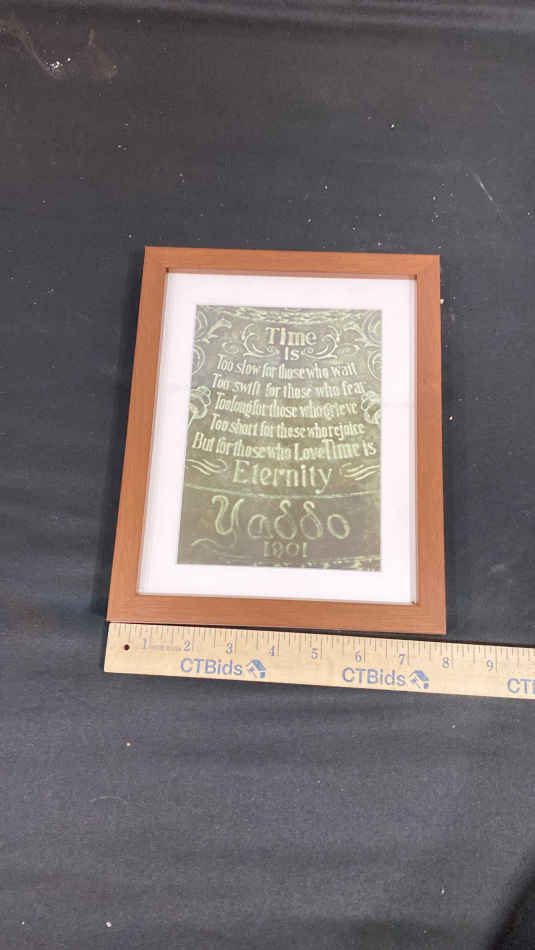 Time
Is
Too slow for those who wait
Too swift for those who fear
Too long for those who Grieve
Too short for those who rejoice
But for those who Love Time is
Eternity
Yaddo
1901
1 2 3 4 5 6 7 8 9
CTBids CTBids CTB